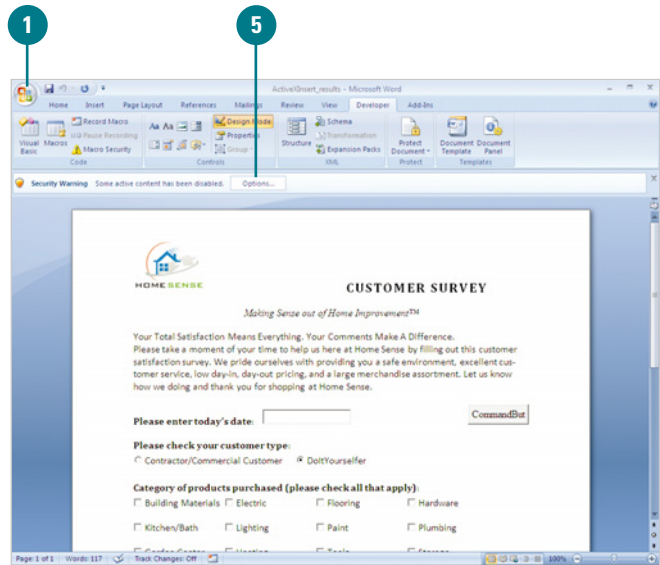 1
5
ActiveXInsert_results - Microsoft Word
Home Insert Page Layout References Mailings Review View Developer Add-Ins
Visual Basic
Macros
Record Macro
Pause Recording
Macro Security
Code
Aa Aa
Design Mode
Properties
Group
Controls
Structure
Schema
Transformation
Expansion Packs
XML
Protect Document
Protect
Document Template
Document Panel
Templates
Security Warning Some active content has been disabled. Options...
HOME SENSE
CUSTOMER SURVEY
Making Sense out of Home Improvement™
Your Total Satisfaction Means Everything. Your Comments Make A Difference.
Please take a moment of your time to help us here at Home Sense by filling out this customer
satisfaction survey. We pride ourselves with providing you a safe environment, excellent cus-
tomer service, low day-in, day-out pricing, and a large merchandise assortment. Let us know
how we doing and thank you for shopping at Home Sense.
Please enter today's date: CommandBut
Please check your customer type:
Contractor/Commercial Customer DoItYourselfer
Category of products purchased (please check all that apply):
Building Materials Electric Flooring Hardware
Kitchen/Bath Lighting Paint Plumbing
Garden Center Heating Tools Storage
Page: 1 of 1 Words: 117 Track Changes: Off 100%